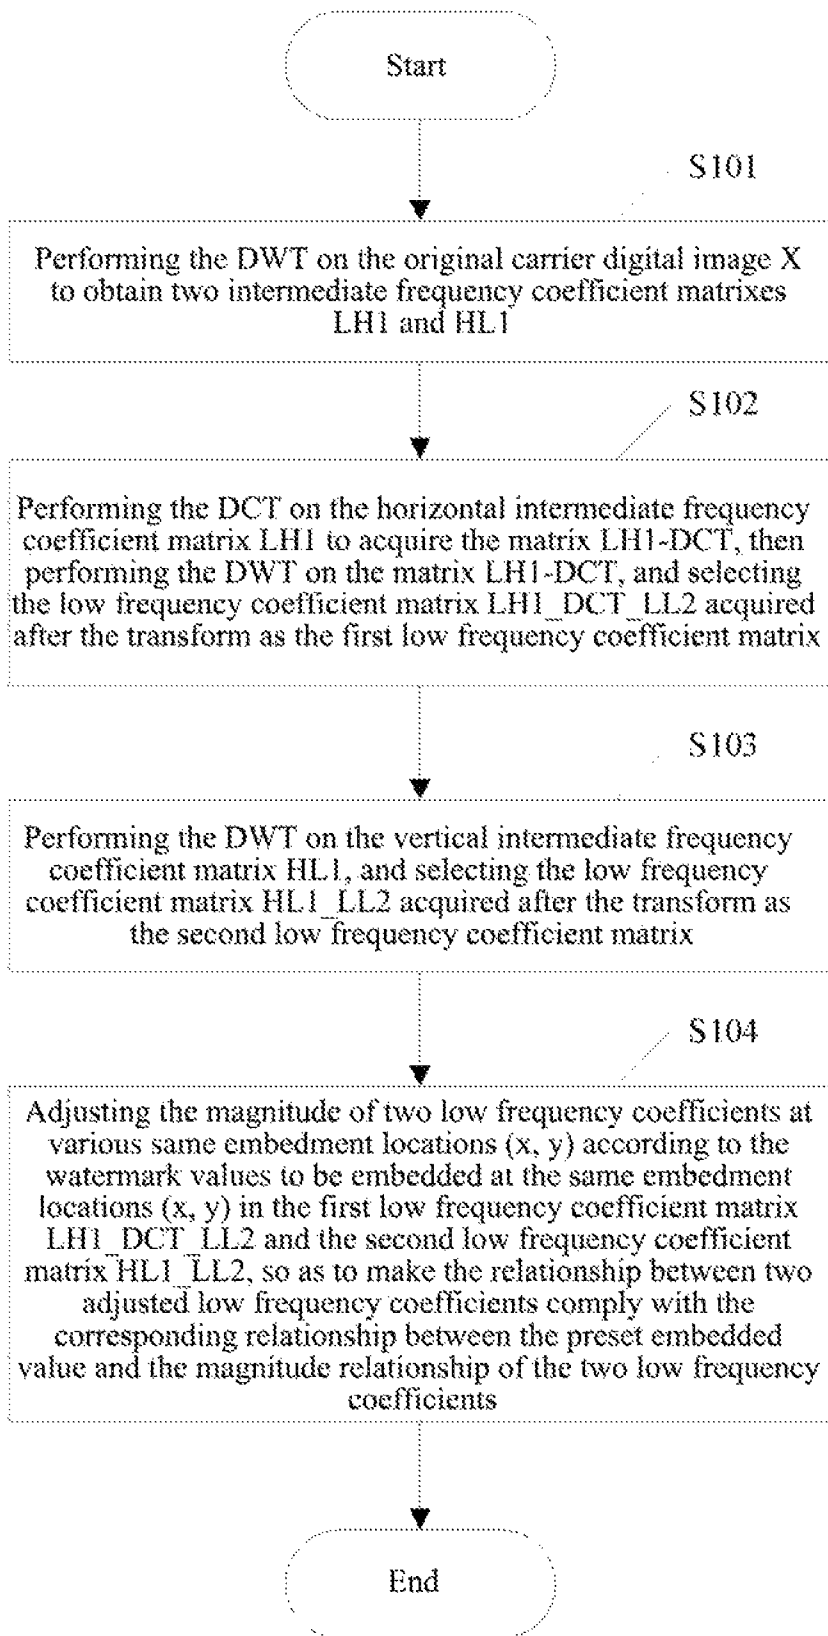 Start
S101
Performing the DWT on the original carrier digital image X
to obtain two intermediate frequency coefficient matrixes
LH1 and HL1
S102
Performing the DCT on the horizontal intermediate frequency
coefficient matrix LH1 to acquire the matrix LH1-DCT, then
performing the DWT on the matrix LH1-DCT, and selecting
the low frequency coefficient matrix LH1_DCT_LL2 acquired
after the transform as the first low frequency coefficient matrix
S103
Performing the DWT on the vertical intermediate frequency
coefficient matrix HL1, and selecting the low frequency
coefficient matrix HL1_LL2 acquired after the transform as
the second low frequency coefficient matrix
S104
Adjusting the magnitude of two low frequency coefficients at
various same embedment locations (x, y) according to the
watermark values to be embedded at the same embedment
locations (x, y) in the first low frequency coefficient matrix
LH1_DCT_LL2 and the second low frequency coefficient
matrix HL1_LL2, so as to make the relationship between two
adjusted low frequency coefficients comply with the
corresponding relationship between the preset embedded
value and the magnitude relationship of the two low frequency
coefficients
End